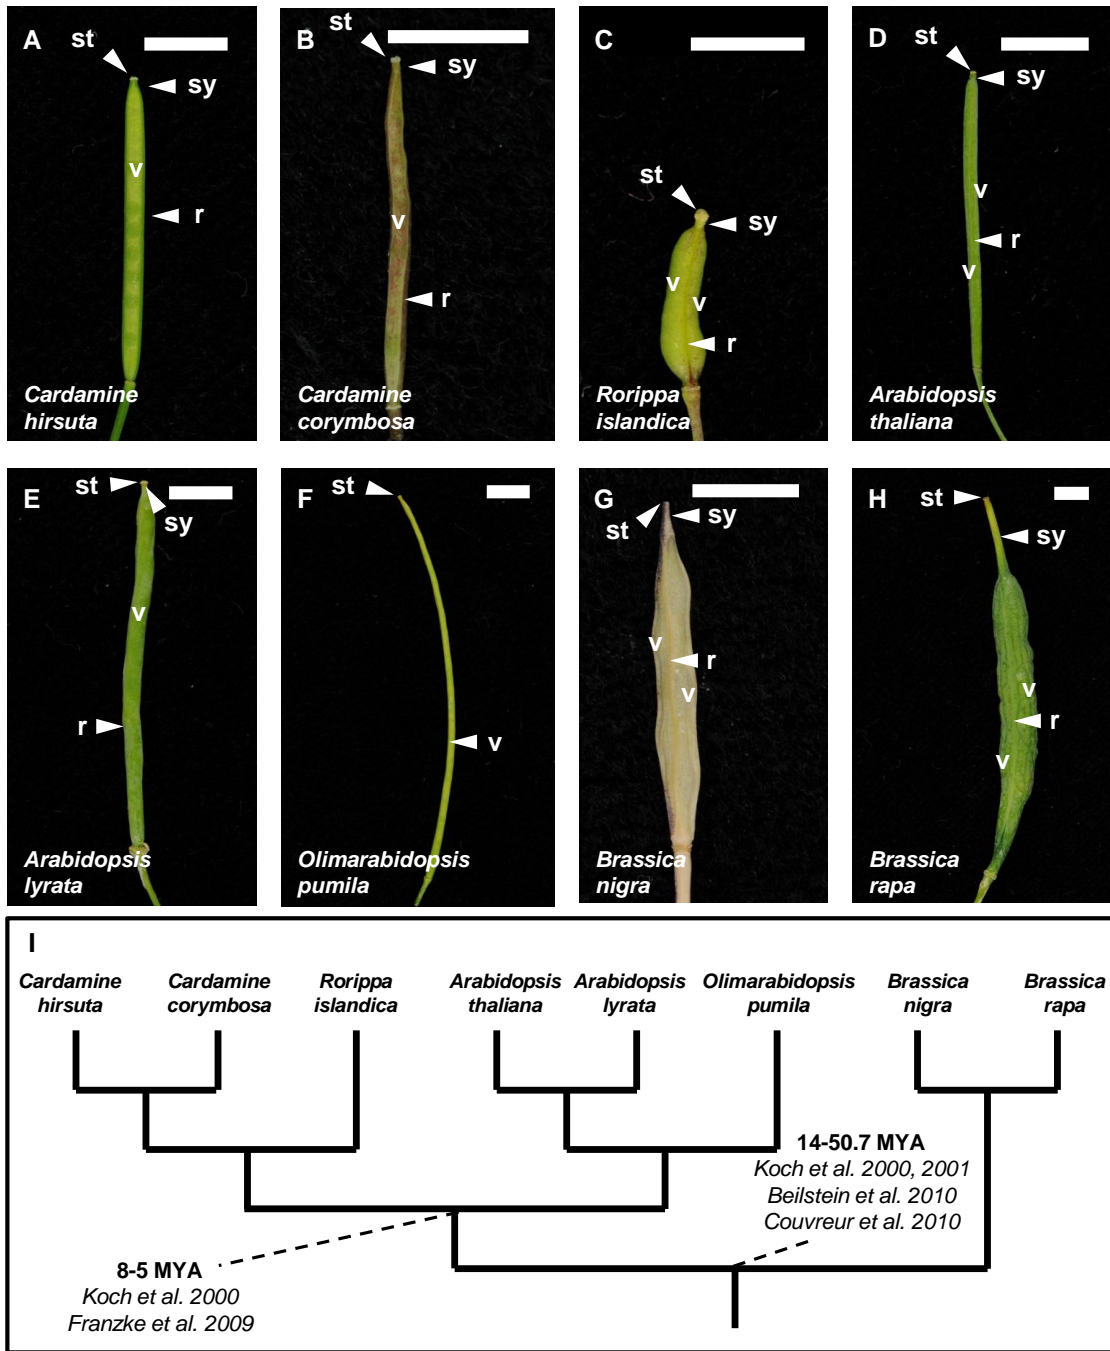 A
st
sy
v
r
Cardamine
hirsuta
B
st
sy
v
r
Cardamine
corymbosa
C
st
sy
v
v
r
Rorippa
islandica
D
st
sy
v
r
v
Arabidopsis
thaliana
E
st
sy
v
r
Arabidopsis
lyrata
F
st
v
Olimarabidopsis
pumila
G
st
sy
v
r
v
Brassica
nigra
H
st
sy
v
r
v
Brassica
rapa
I
Cardamine
hirsuta
Cardamine
corymbosa
Rorippa
islandica
Arabidopsis
thaliana
Arabidopsis
lyrata
Olimarabidopsis
pumila
Brassica
nigra
Brassica
rapa
14-50.7 MYA
Koch et al. 2000, 2001
Beilstein et al. 2010
Couvreur et al. 2010
8-5 MYA
Koch et al. 2000
Franzke et al. 2009